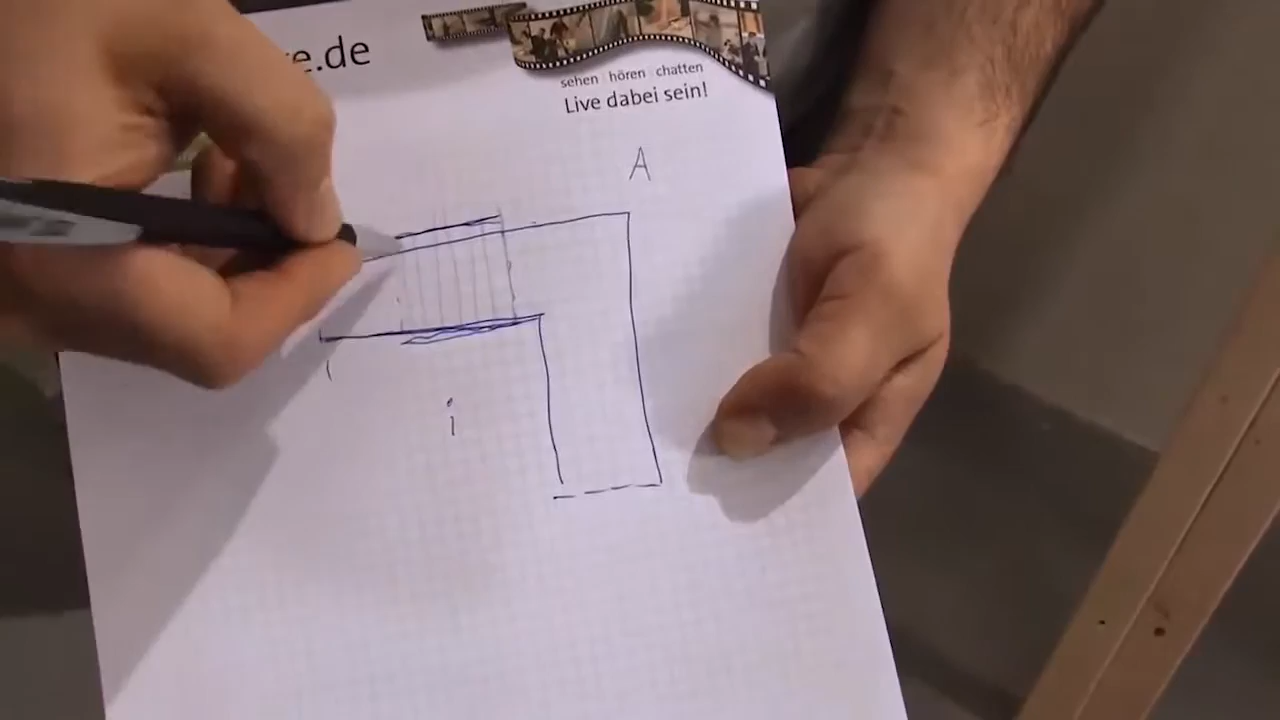 .de
sehen hören chatten
Live dabei sein!
A
i